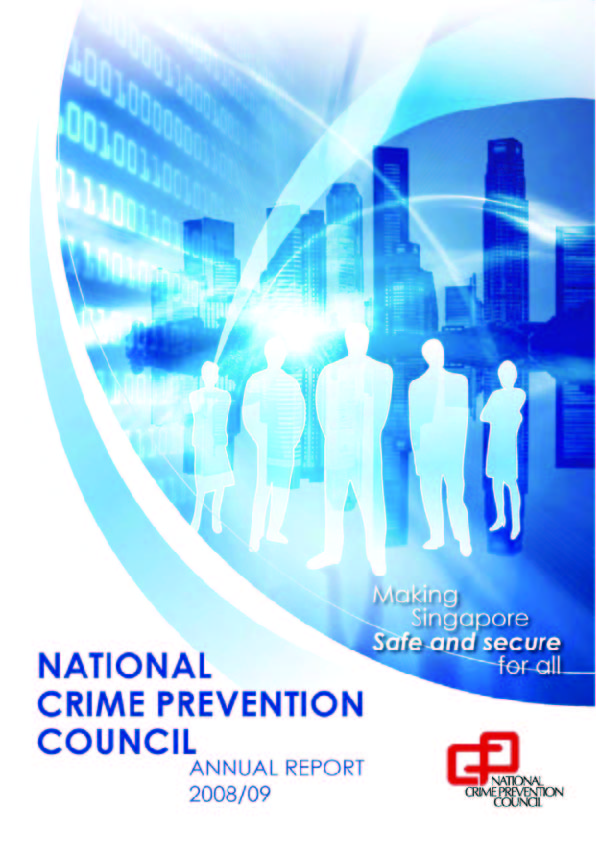 Making
Singapore
Safe and secure
for all
NATIONAL
CRIME PREVENTION
COUNCIL
ANNUAL REPORT
2008/09
NATIONAL
CRIME PREVENTION
COUNCIL